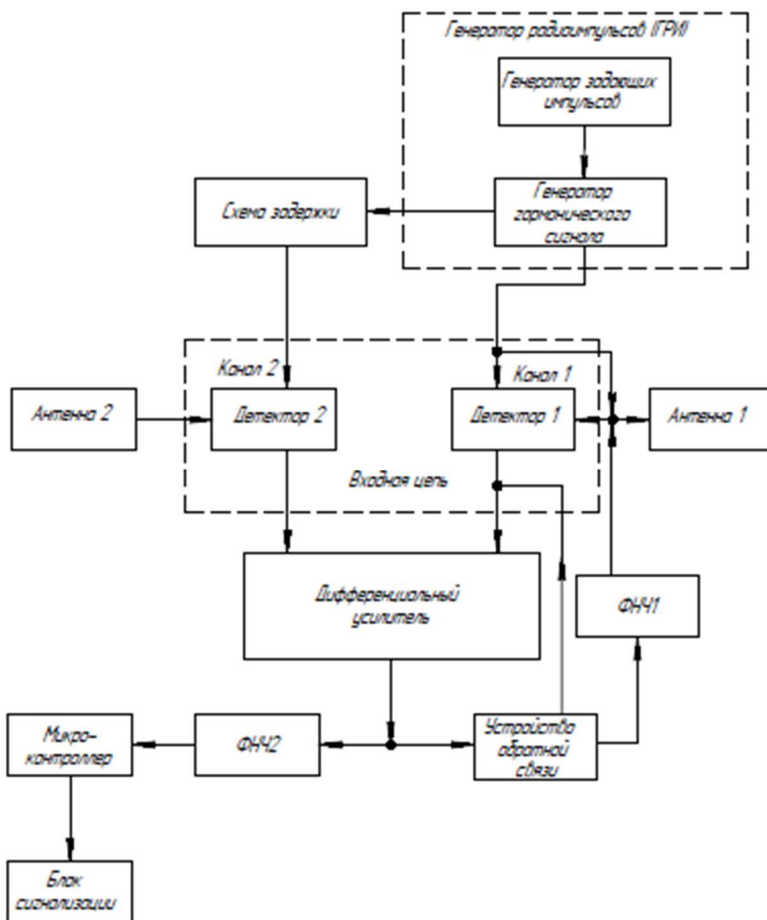 Генератор радиоимпульсов (ГРИ)
Генератор задающих
импульсов
Схема задержки
Генератор
гармонического
сигнала
Канал 2
Канал 1
Антенна 2
Детектор 2
Детектор 1
Антенна 1
Входная цепь
Дифференциальный
усилитель
ФНЧ1
Микро-
контроллер
ФНЧ2
Устройство
обратной
связи
Блок
сигнализации